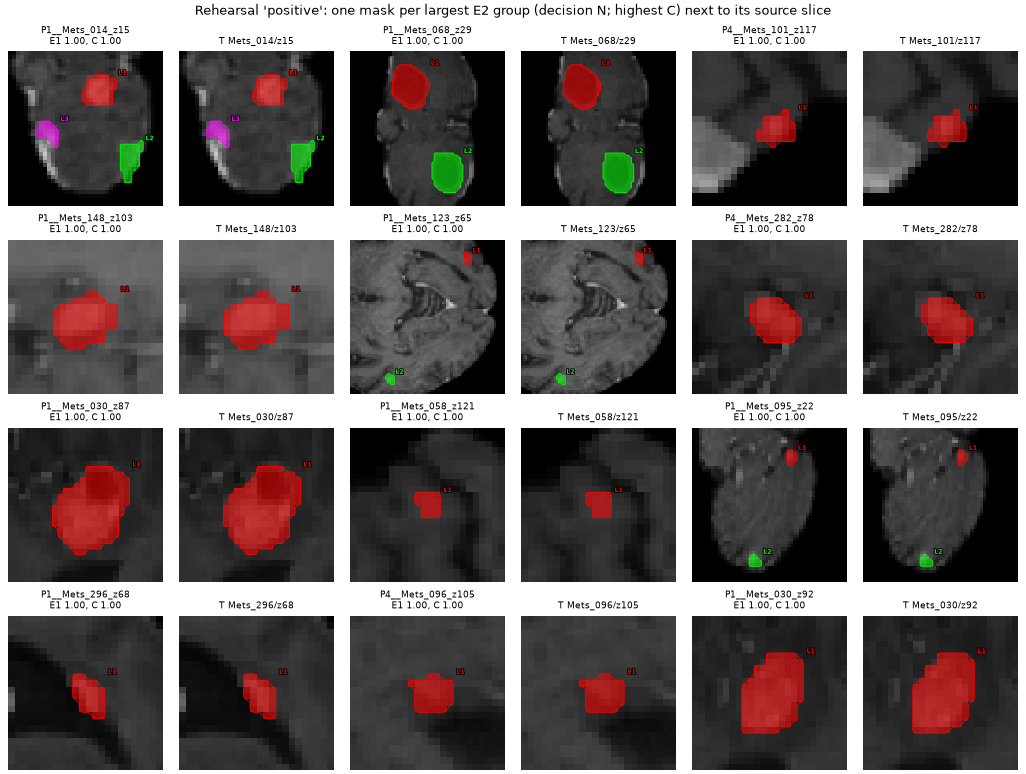 Rehearsal 'positive': one mask per largest E2 group (decision N; highest C) next to its source slice
P1__Mets_014_z15
E1 1.00, C 1.00
T Mets_014/z15
P1__Mets_068_z29
E1 1.00, C 1.00
T Mets_068/z29
P4__Mets_101_z117
E1 1.00, C 1.00
T Mets_101/z117
L1
L3
L2
L1
L3
L2
L1
L2
L1
L2
L1
L1
P1__Mets_148_z103
E1 1.00, C 1.00
T Mets_148/z103
P1__Mets_123_z65
E1 1.00, C 1.00
T Mets_123/z65
P4__Mets_282_z78
E1 1.00, C 1.00
T Mets_282/z78
L1
L1
L1
L2
L1
L2
L1
L1
P1__Mets_030_z87
E1 1.00, C 1.00
T Mets_030/z87
P1__Mets_058_z121
E1 1.00, C 1.00
T Mets_058/z121
P1__Mets_095_z22
E1 1.00, C 1.00
T Mets_095/z22
L1
L1
L1
L1
L1
L2
L1
L2
P1__Mets_296_z68
E1 1.00, C 1.00
T Mets_296/z68
P4__Mets_096_z105
E1 1.00, C 1.00
T Mets_096/z105
P1__Mets_030_z92
E1 1.00, C 1.00
T Mets_030/z92
L1
L1
L1
L1
L1
L1